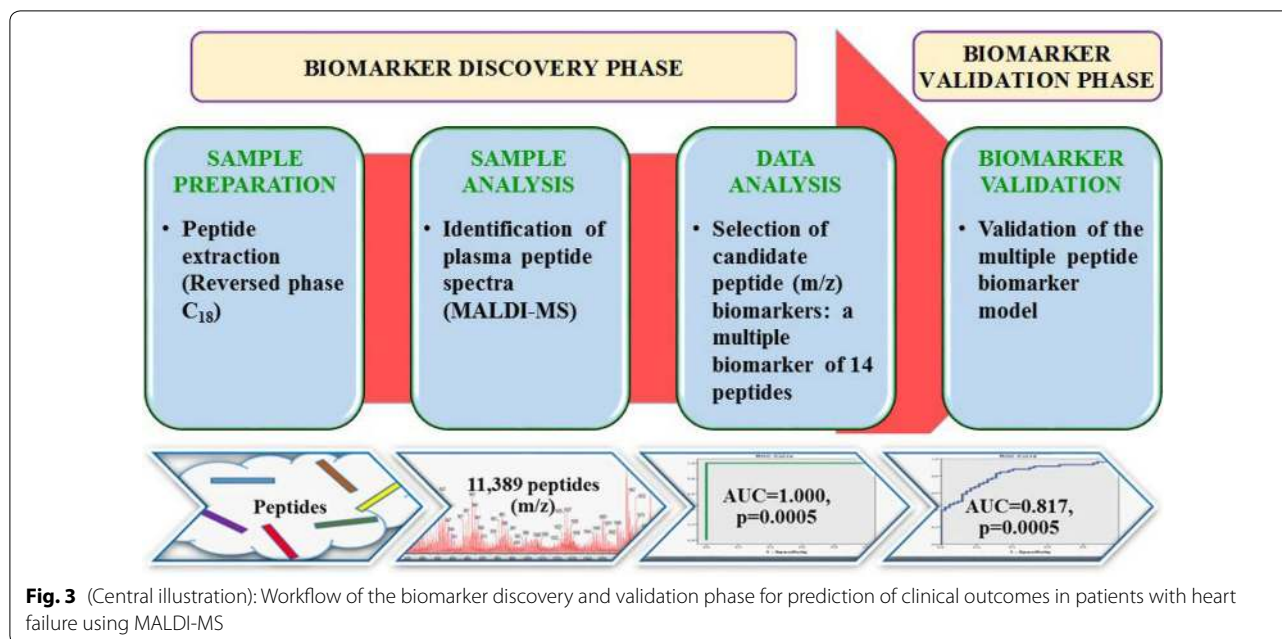 BIOMARKER DISCOVERY PHASE
BIOMARKER
VALIDATION PHASE
SAMPLE
PREPARATION
• Peptide
extraction
(Reversed phase
C₁₈)
SAMPLE
ANALYSIS
• Identification of
plasma peptide
spectra
(MALDI-MS)
DATA
ANALYSIS
• Selection of
candidate
peptide (m/z)
biomarkers: a
multiple
biomarker of 14
peptides
BIOMARKER
VALIDATION
• Validation of the
multiple peptide
biomarker
model
Peptides
11,389 peptides
(m/z)
AUC=1.000,
p=0.0005
1 - Specificity
AUC=0.817,
p=0.0005
1 - Specificity
Fig. 3 (Central illustration): Workflow of the biomarker discovery and validation phase for prediction of clinical outcomes in patients with heart
failure using MALDI-MS